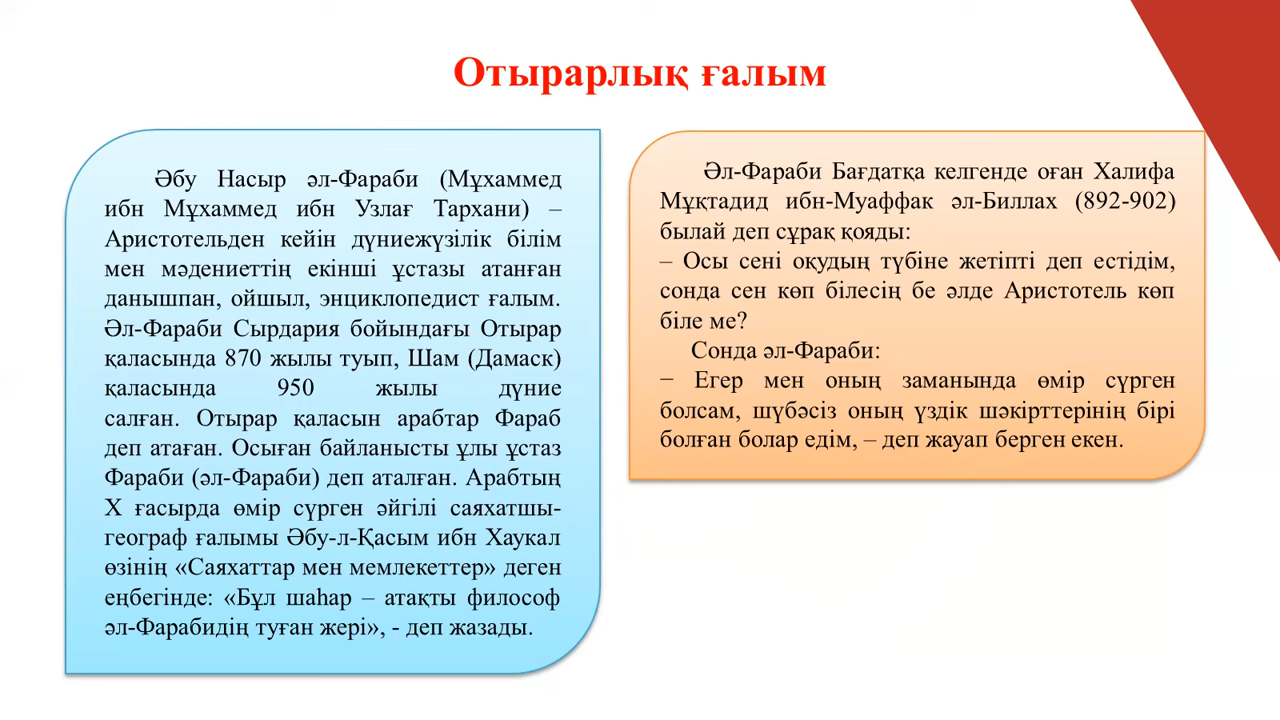 Отырарлық ғалым
Әбу Насыр әл-Фараби (Мұхаммед
ибн Мұхаммед ибн Узлағ Тархани) –
Аристотельден кейін дүниежүзілік білім
мен мәдениеттің екінші ұстазы атанған
данышпан, ойшыл, энциклопедист ғалым.
Әл-Фараби Сырдария бойындағы Отырар
қаласында 870 жылы туып, Шам (Дамаск)
қаласында 950 жылы дүние
салған. Отырар қаласын арабтар Фараб
деп атаған. Осыған байланысты ұлы ұстаз
Фараби (әл-Фараби) деп аталған. Арабтың
X ғасырда өмір сүрген әйгілі саяхатшы-
географ ғалымы Әбу-л-Қасым ибн Хаукал
өзінің «Саяхаттар мен мемлекеттер» деген
еңбегінде: «Бұл шаһар – атақты философ
әл-Фарабидің туған жері», - деп жазады.
Әл-Фараби Бағдатқа келгенде оған Халифа
Мұқтадид ибн-Муаффак әл-Биллах (892-902)
былай деп сұрақ қояды:
– Осы сені оқудың түбіне жетіпті деп естідім,
сонда сен көп білесің бе әлде Аристотель көп
біле ме?
Сонда әл-Фараби:
− Егер мен оның заманында өмір сүрген
болсам, шүбәсіз оның үздік шәкірттерінің бірі
болған болар едім, – деп жауап берген екен.